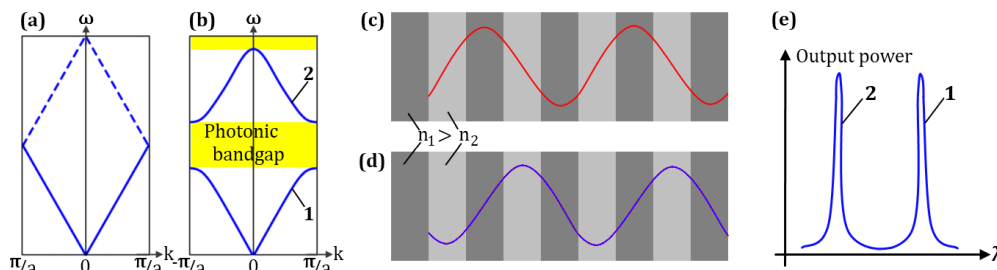 (a) ω
π/a 0 π/a k
(b) ω
2
Photonic
bandgap
1
-π/a 0 π/a k
(c)
n₁ > n₂
(d)
(e)
Output power
2 1
λ